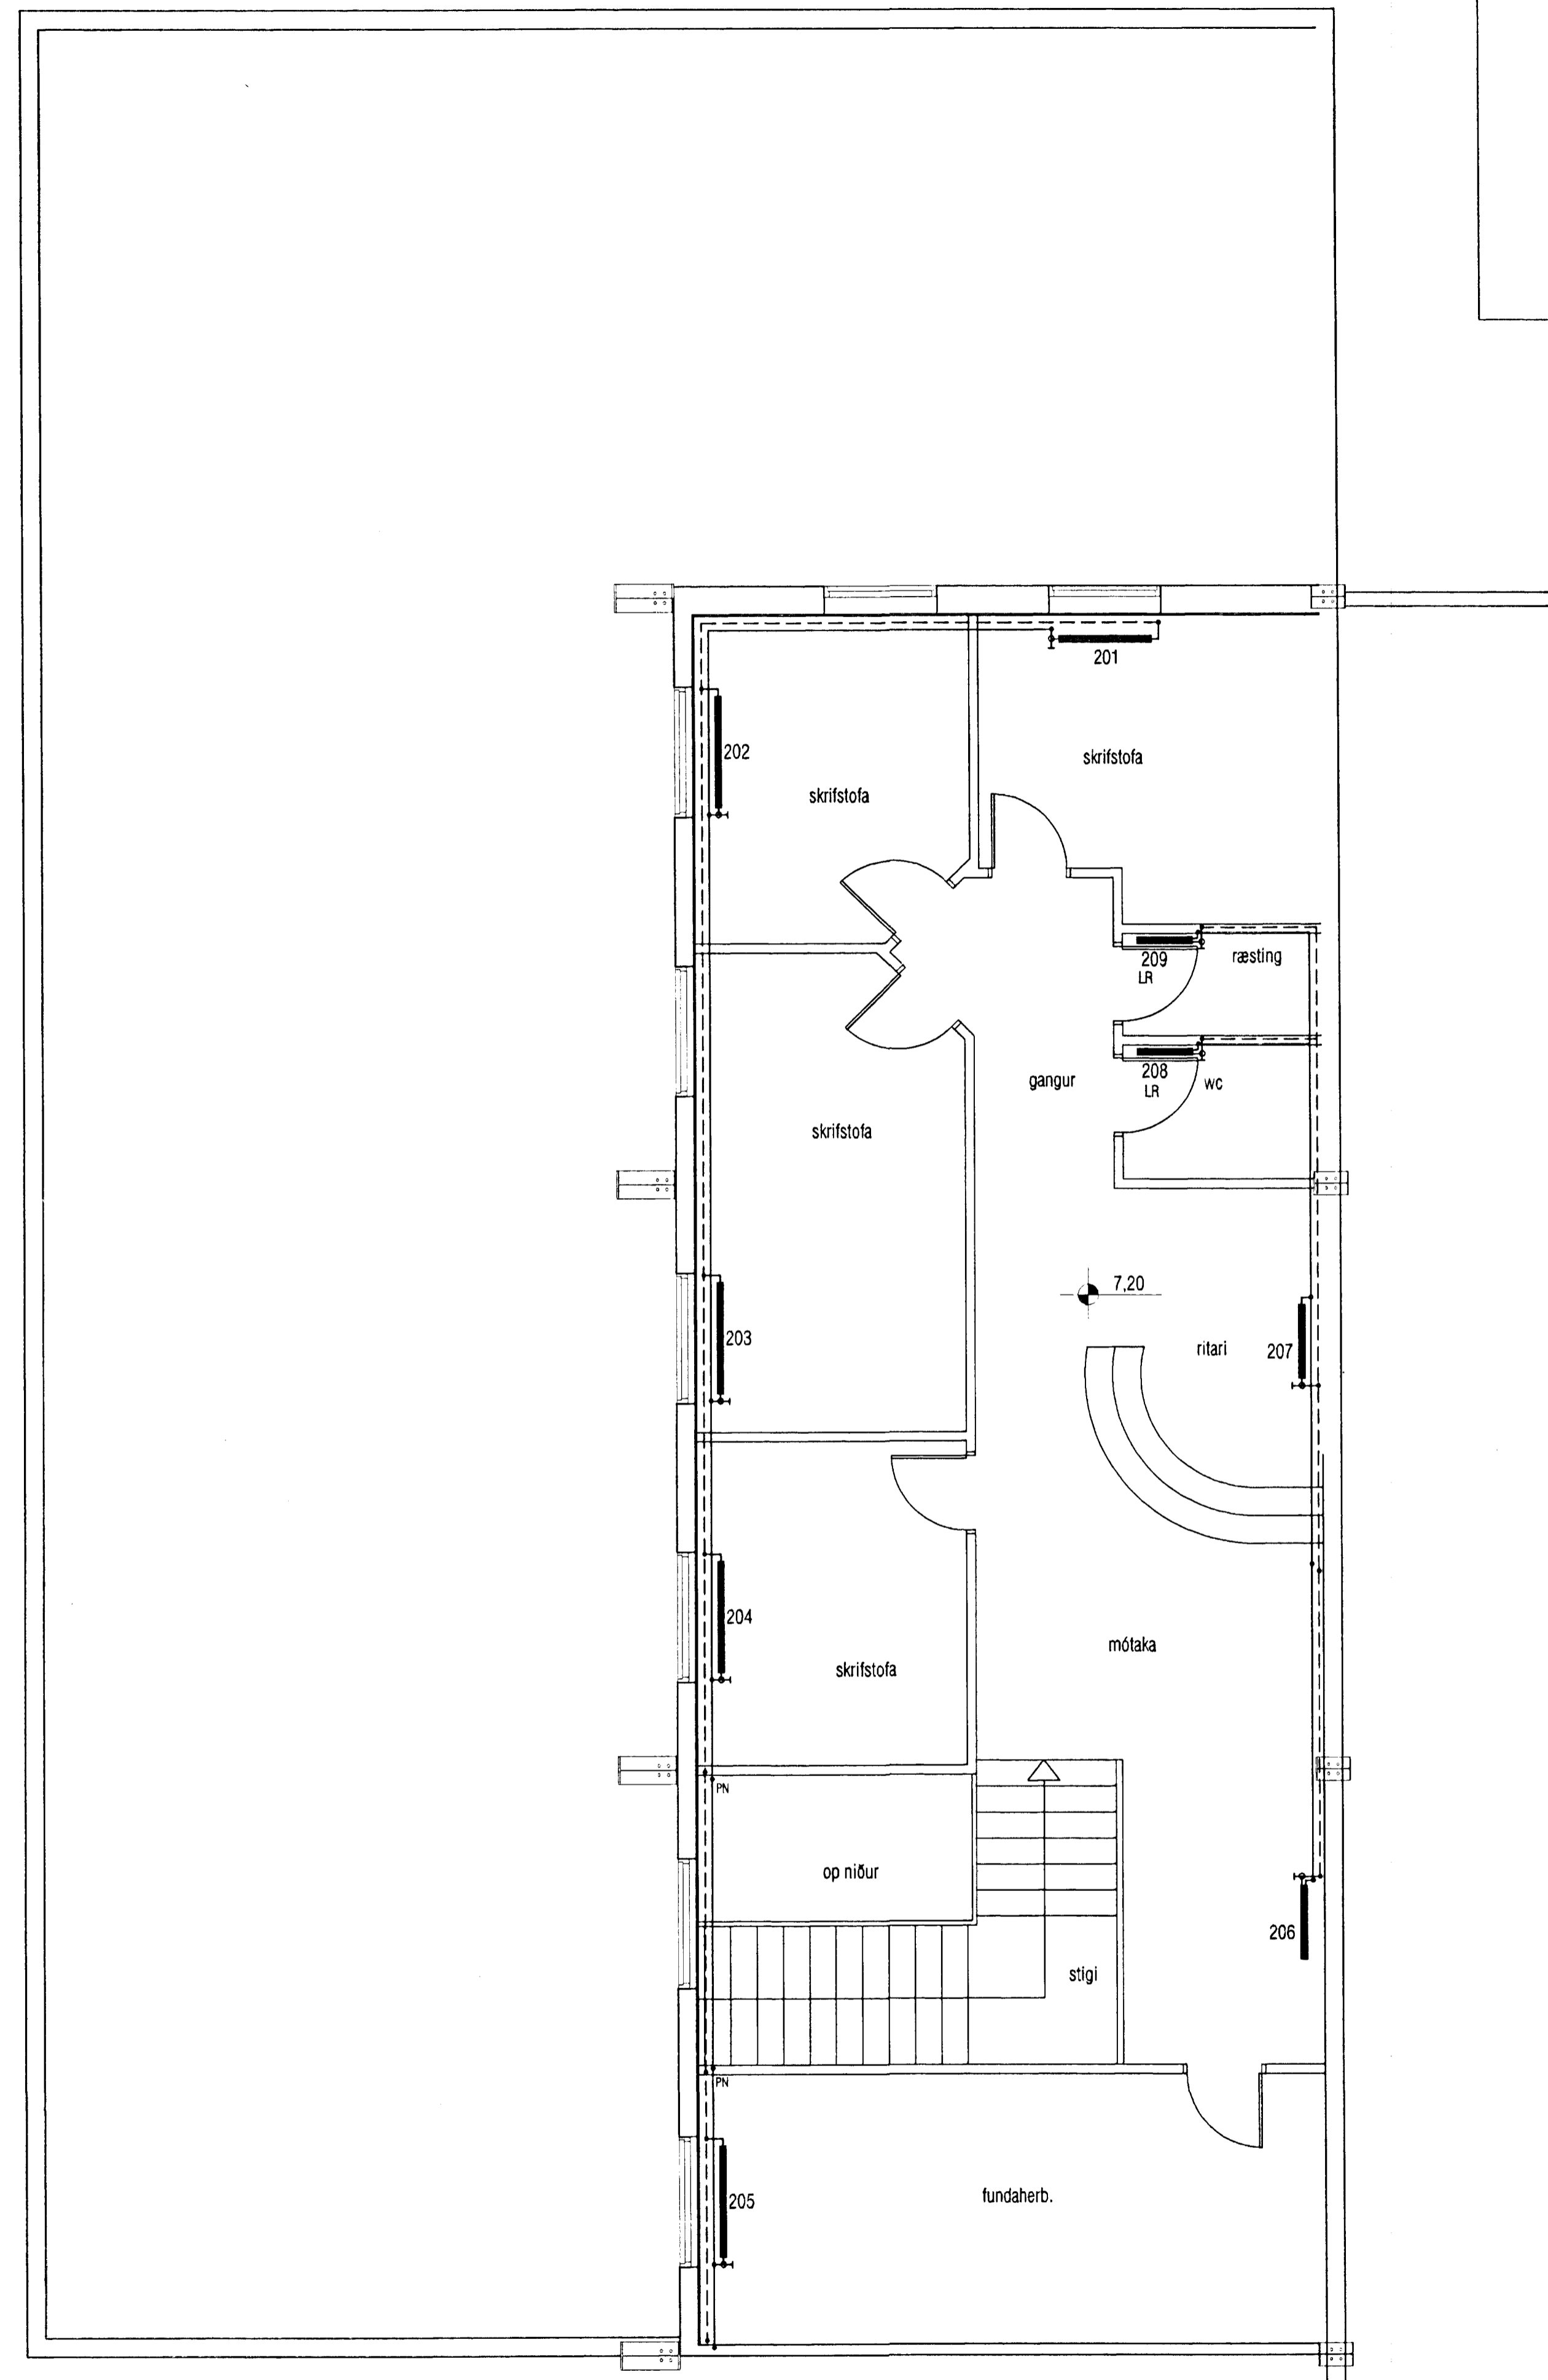 201
202
skrifstofa
skrifstofa
209
LR
ræsting
208
LR
wc
gangur
skrifstofa
7,20
203
ritari
207
204
mótaka
skrifstofa
PN
op niður
206
stigi
PN
205
fundaherb.